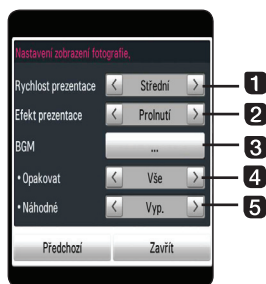 Nastavení zobrazení fotografie.
Rychlost prezentace < Střední > 1
Efekt prezentace < Prolnutí > 2
BGM ... 3
• Opakovat < Vše > 4
• Náhodné < Vyp. > 5
Předchozí Zavřít